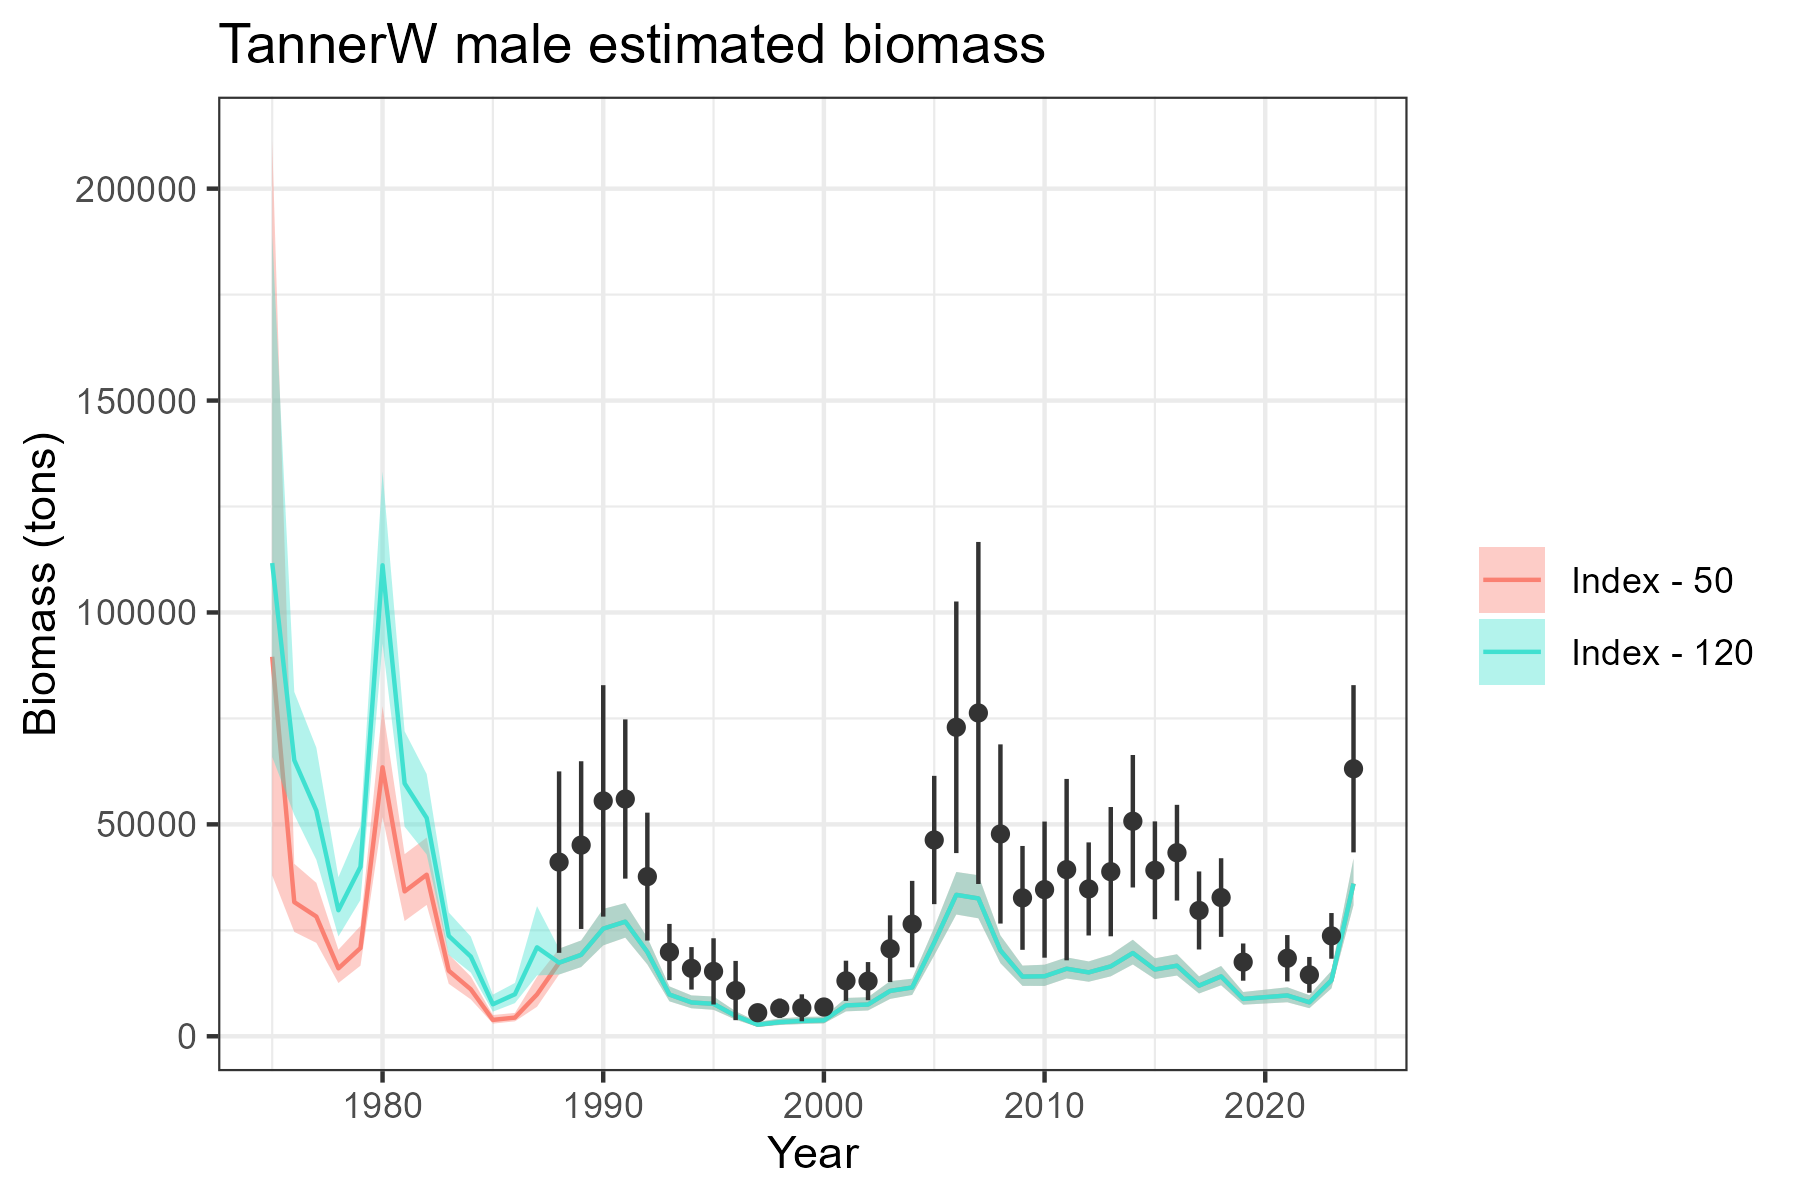 TannerW male estimated biomass
Biomass (tons)
200000
150000
100000
50000
0
1980
1990
2000
2010
2020
Year
Index - 50
Index - 120